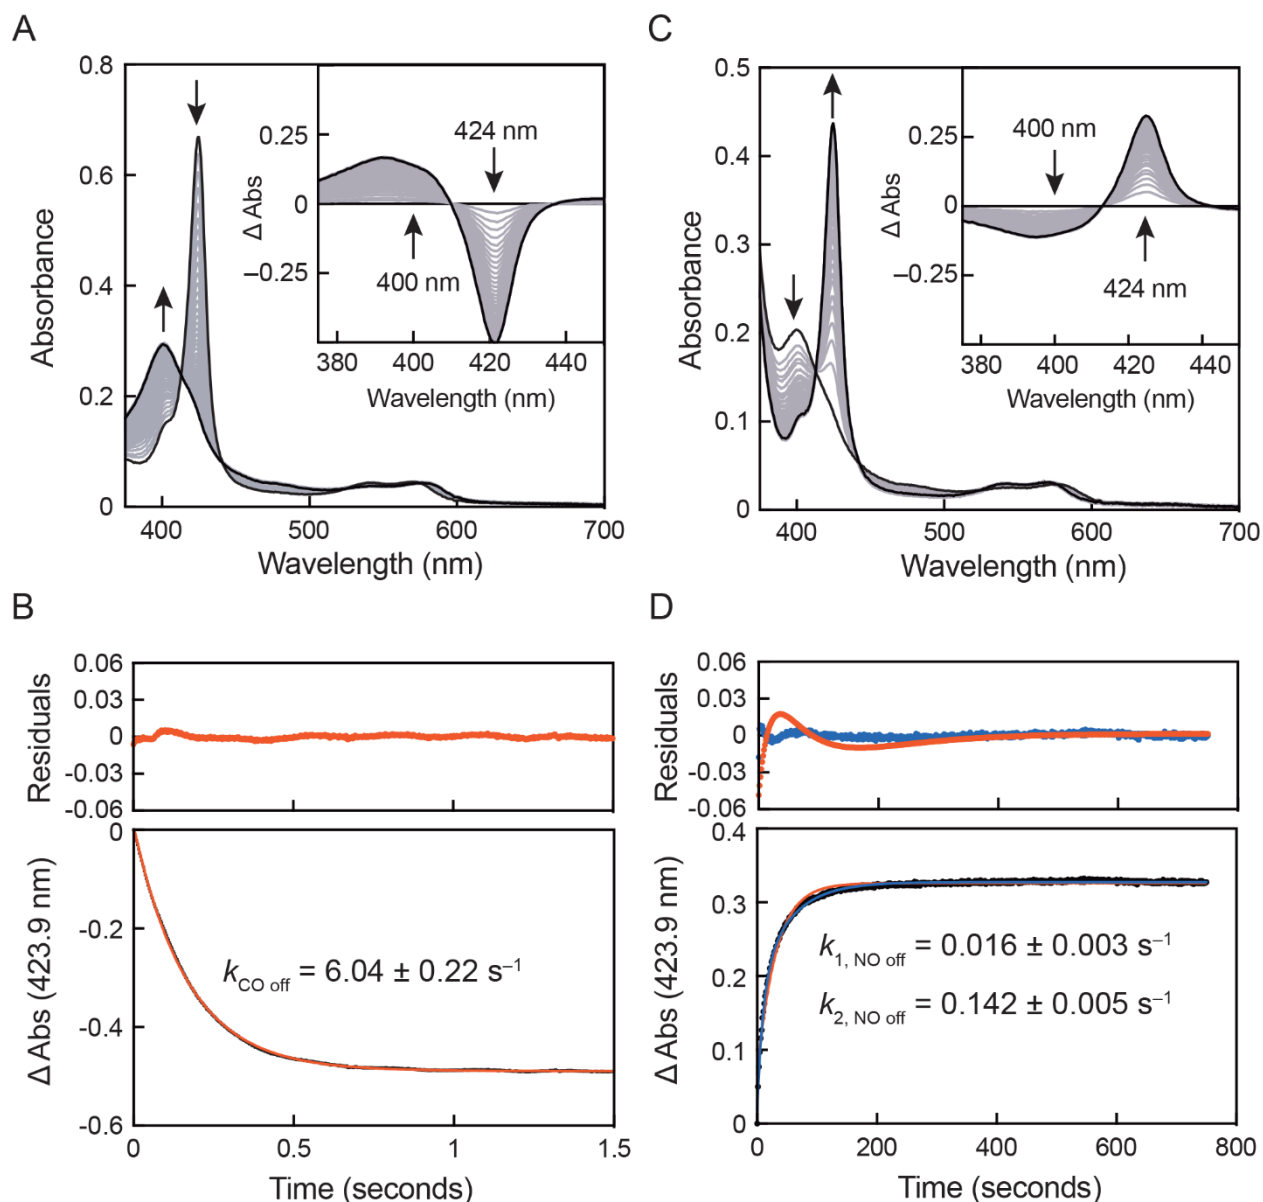 A
0.8
0.6
0.4
0.2
0
Absorbance
400
500
600
700
Wavelength (nm)
0.25
0
−0.25
Δ Abs
424 nm
400 nm
380
400
420
440
Wavelength (nm)
C
0.5
0.4
0.3
0.2
0.1
0
Absorbance
400
500
600
700
Wavelength (nm)
0.25
0
−0.25
Δ Abs
400 nm
424 nm
380
400
420
440
Wavelength (nm)
B
0.06
0.03
0
-0.03
-0.06
Residuals
0
-0.2
-0.4
-0.6
Δ Abs (423.9 nm)
k CO off = 6.04 ± 0.22 s⁻¹
0
0.5
1
1.5
Time (seconds)
D
0.06
0.03
0
-0.03
-0.06
Residuals
0.4
0.3
0.2
0.1
0
Δ Abs (423.9 nm)
k 1, NO off = 0.016 ± 0.003 s⁻¹
k 2, NO off = 0.142 ± 0.005 s⁻¹
0
200
400
600
800
Time (seconds)